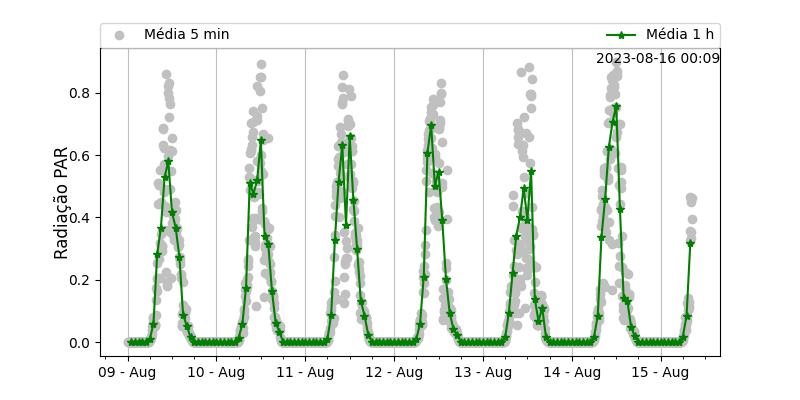 Média 5 min
Média 1 h
2023-08-16 00:09
Radiação PAR
0.8
0.6
0.4
0.2
0.0
09 - Aug
10 - Aug
11 - Aug
12 - Aug
13 - Aug
14 - Aug
15 - Aug